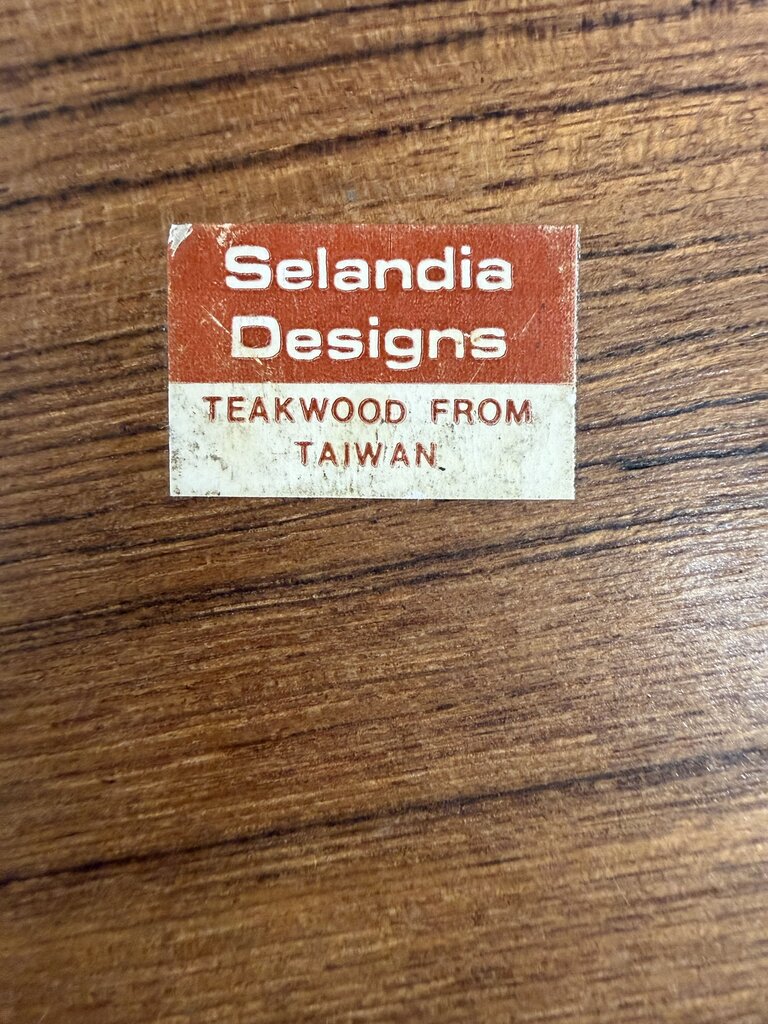 Selandia
Designs
TEAKWOOD FROM
TAIWAN